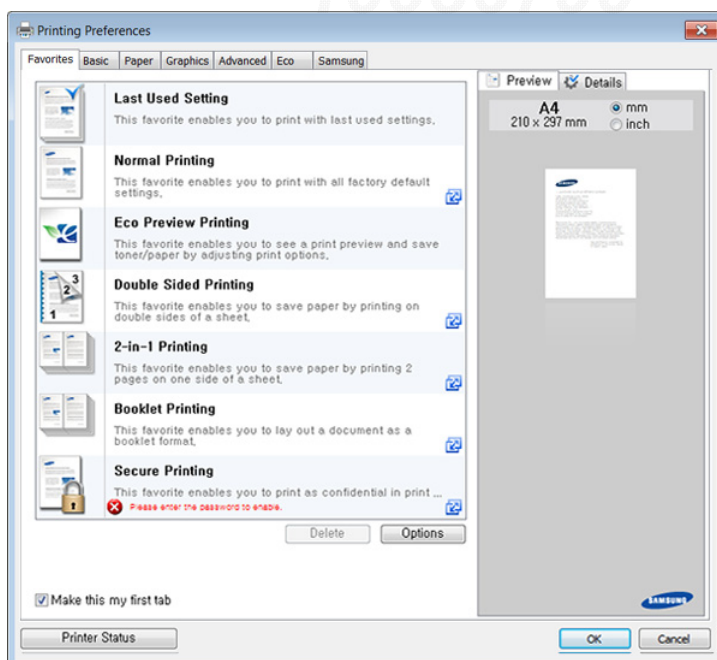 Printing Preferences
Favorites Basic Paper Graphics Advanced Eco Samsung
Last Used Setting
This favorite enables you to print with last used settings.
Normal Printing
This favorite enables you to print with all factory default
settings.
Eco Preview Printing
This favorite enables you to see a print preview and save
toner/paper by adjusting print options.
Double Sided Printing
This favorite enables you to save paper by printing on
double sides of a sheet.
2-in-1 Printing
This favorite enables you to save paper by printing 2
pages on one side of a sheet.
Booklet Printing
This favorite enables you to lay out a document as a
booklet format.
Secure Printing
This favorite enables you to print as confidential in print ...
Please enter the password to enable.
Delete Options
Make this my first tab
Preview Details
A4
210 x 297 mm
mm
inch
SAMSUNG
Printer Status OK Cancel